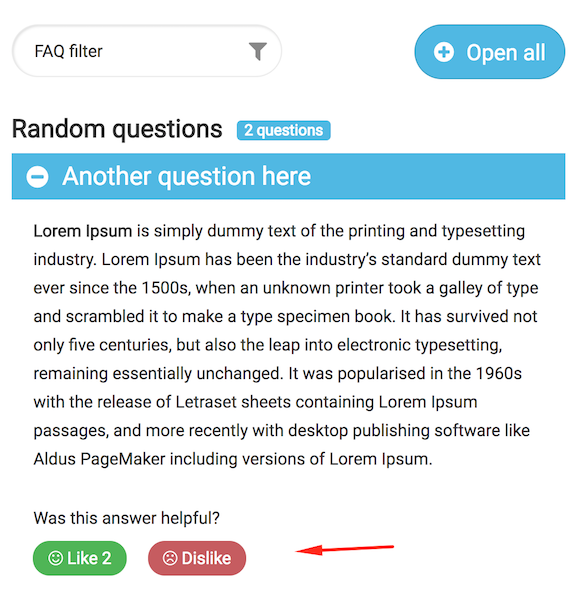 FAQ filter
Open all
Random questions 2 questions
Another question here
Lorem Ipsum is simply dummy text of the printing and typesetting
industry. Lorem Ipsum has been the industry’s standard dummy text
ever since the 1500s, when an unknown printer took a galley of type
and scrambled it to make a type specimen book. It has survived not
only five centuries, but also the leap into electronic typesetting,
remaining essentially unchanged. It was popularised in the 1960s
with the release of Letraset sheets containing Lorem Ipsum
passages, and more recently with desktop publishing software like
Aldus PageMaker including versions of Lorem Ipsum.
Was this answer helpful?
Like 2 Dislike